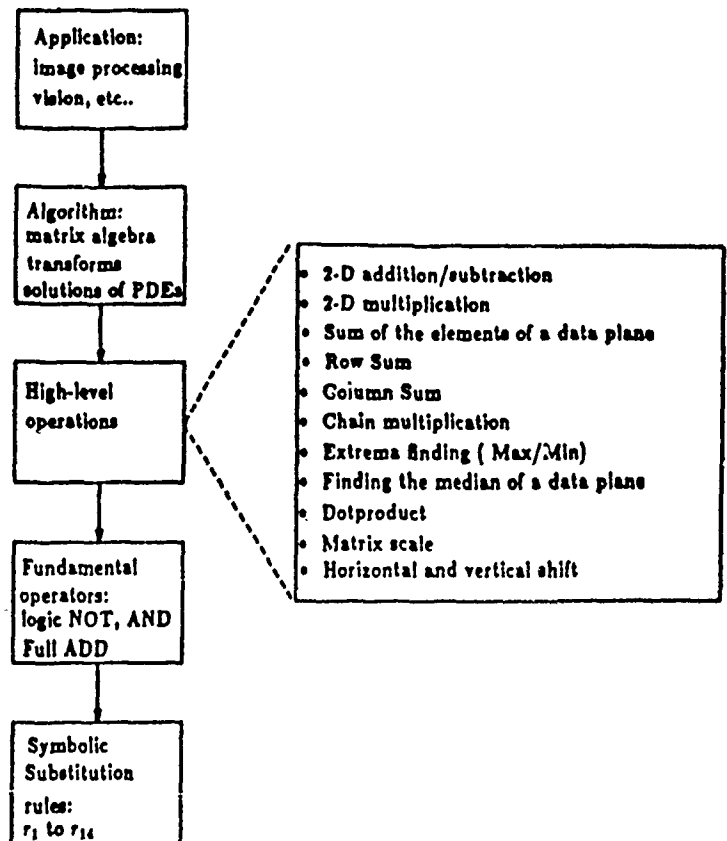 Application:
image processing
vision, etc..
Algorithm:
matrix algebra
transforms
solutions of PDEs
High-level
operations
• 2-D addition/subtraction
• 2-D multiplication
• Sum of the elements of a data plane
• Row Sum
• Column Sum
• Chain multiplication
• Extrema finding ( Max/Min)
• Finding the median of a data plane
• Dotproduct
• Matrix scale
• Horizontal and vertical shift
Fundamental
operators:
logic NOT, AND
Full ADD
Symbolic
Substitution
rules:
r₁ to r₁₄